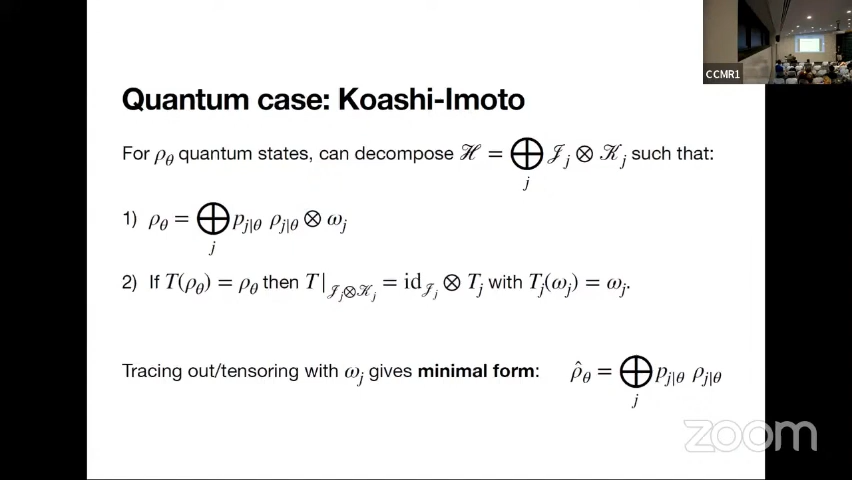 CCMR1
Quantum case: Koashi-Imoto
For ρ_θ quantum states, can decompose ℋ = ⨁_j 𝒥_j ⊗ 𝒦_j such that:
1) ρ_θ = ⨁_j p_{j|θ} ρ_{j|θ} ⊗ ω_j
2) If T(ρ_θ) = ρ_θ then T|_{𝒥_j⊗𝒦_j} = id_{𝒥_j} ⊗ T_j with T_j(ω_j) = ω_j.
Tracing out/tensoring with ω_j gives minimal form: ρ̂_θ = ⨁_j p_{j|θ} ρ_{j|θ}
zoom